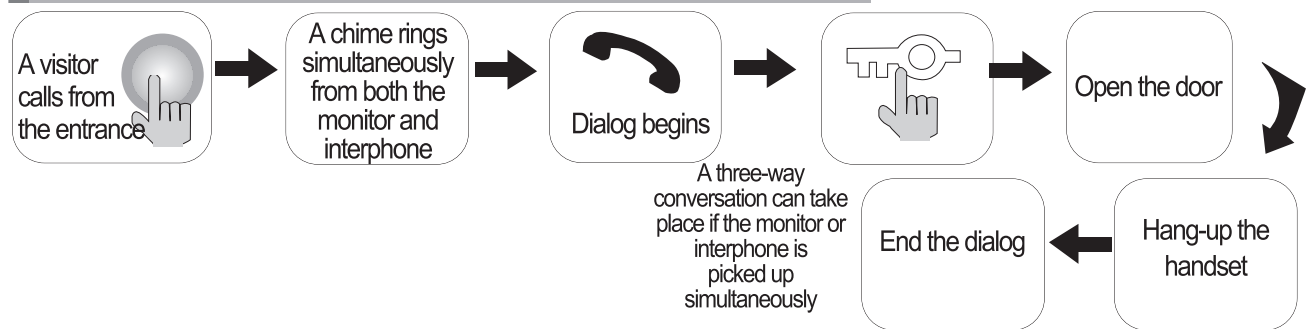 A visitor
calls from
the entrance
A chime rings
simultaneously
from both the
monitor and
interphone
Dialog begins
A three-way
conversation can take
place if the monitor or
interphone is
picked up
simultaneously
Open the door
Hang-up the
handset
End the dialog